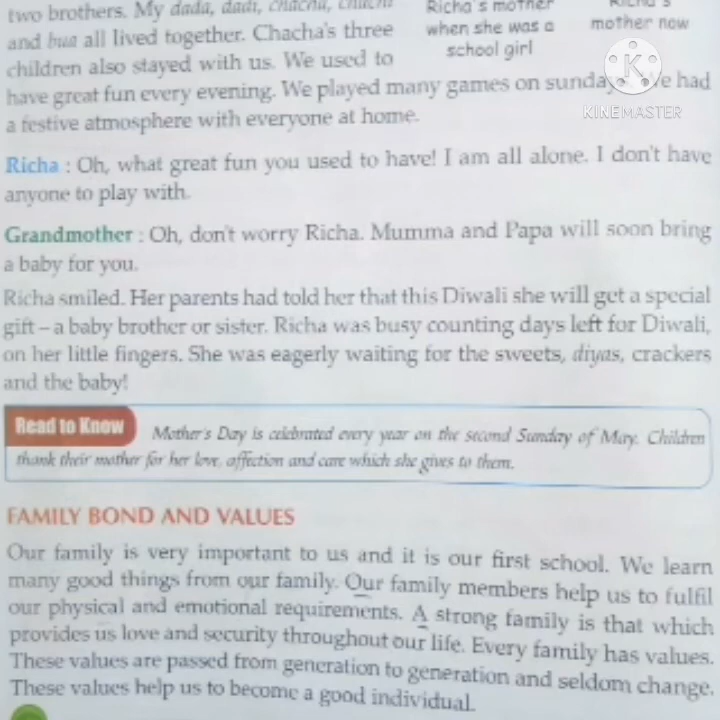 two brothers. My dada, dadi, chacha, chachi
and bua all lived together. Chacha's three
children also stayed with us. We used to
have great fun every evening. We played many games on sunday. We had
a festive atmosphere with everyone at home.
Richa's mother
when she was a
school girl
Richa's
mother now
KINEMASTER
Richa : Oh, what great fun you used to have! I am all alone. I don't have
anyone to play with.
Grandmother : Oh, don't worry Richa. Mumma and Papa will soon bring
a baby for you.
Richa smiled. Her parents had told her that this Diwali she will get a special
gift – a baby brother or sister. Richa was busy counting days left for Diwali,
on her little fingers. She was eagerly waiting for the sweets, diyas, crackers
and the baby!
Read to Know
Mother's Day is celebrated every year on the second Sunday of May. Children
thank their mother for her love, affection and care which she gives to them.
FAMILY BOND AND VALUES
Our family is very important to us and it is our first school. We learn
many good things from our family. Our family members help us to fulfil
our physical and emotional requirements. A strong family is that which
provides us love and security throughout our life. Every family has values.
These values are passed from generation to generation and seldom change.
These values help us to become a good individual.